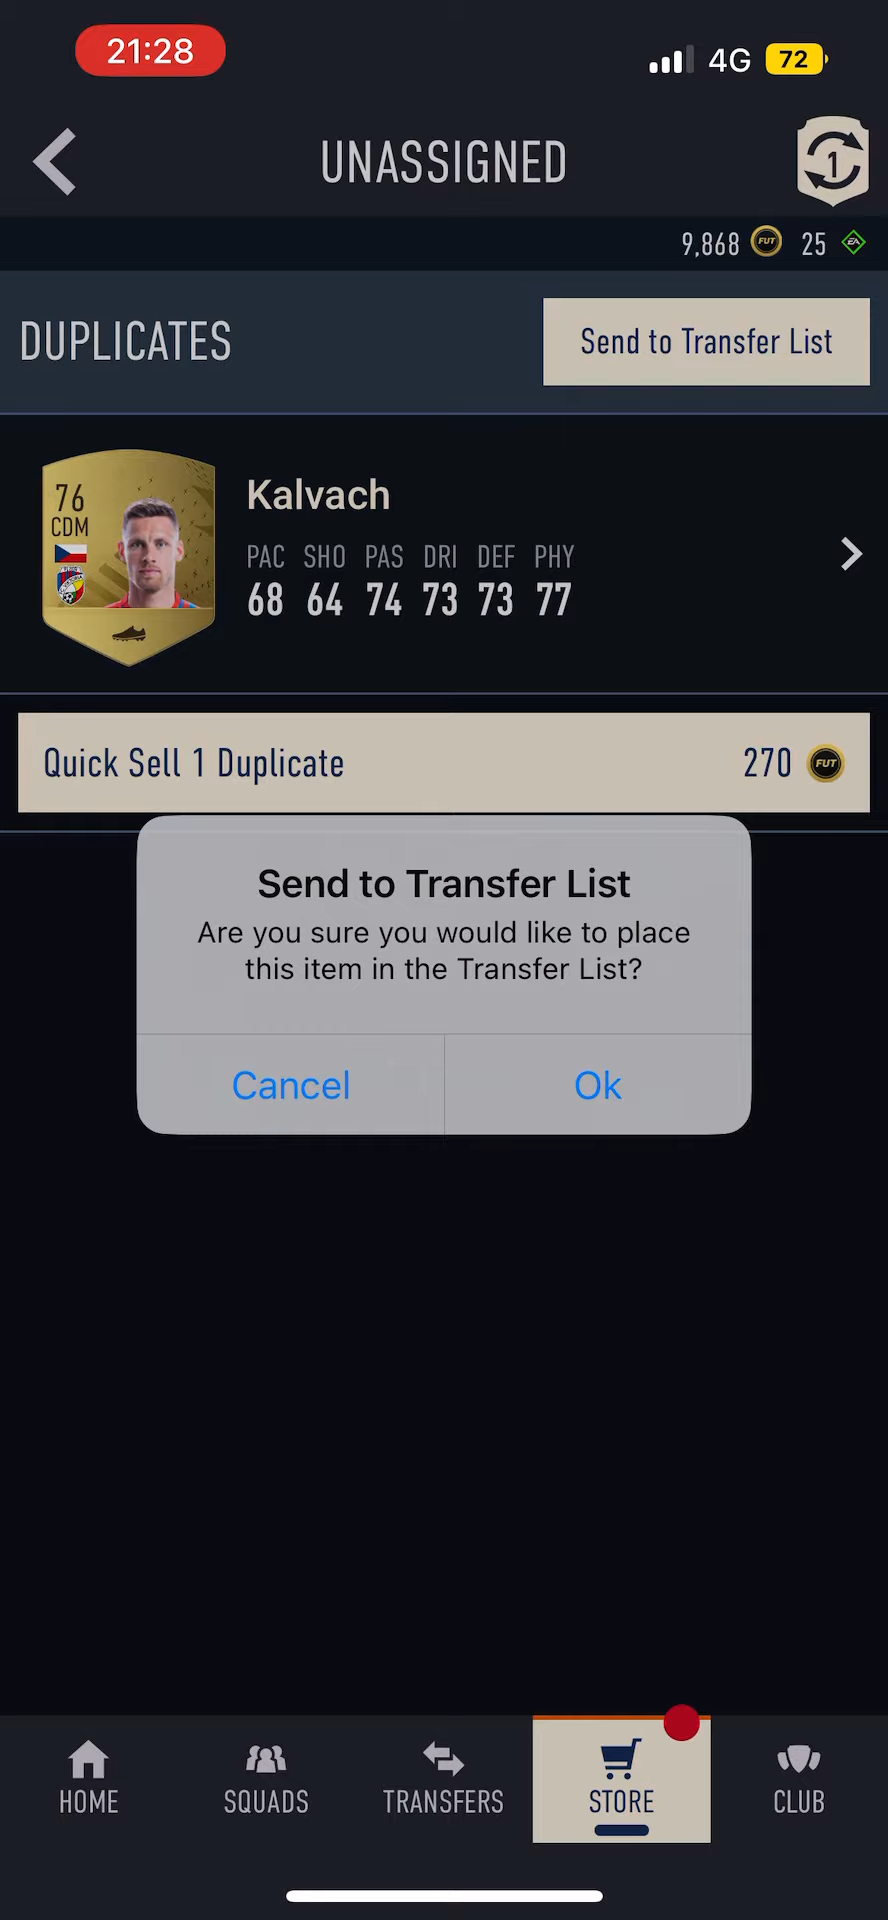 21:28
4G 72
UNASSIGNED
1
9,868 FUT 25 EA
DUPLICATES
Send to Transfer List
76
CDM
Kalvach
PAC SHO PAS DRI DEF PHY
68 64 74 73 73 77
Quick Sell 1 Duplicate 270 FUT
Send to Transfer List
Are you sure you would like to place
this item in the Transfer List?
Cancel Ok
HOME SQUADS TRANSFERS STORE CLUB